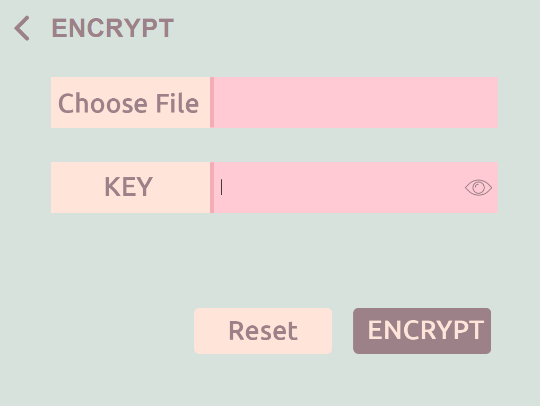 ENCRYPT
Choose File
KEY
Reset
ENCRYPT